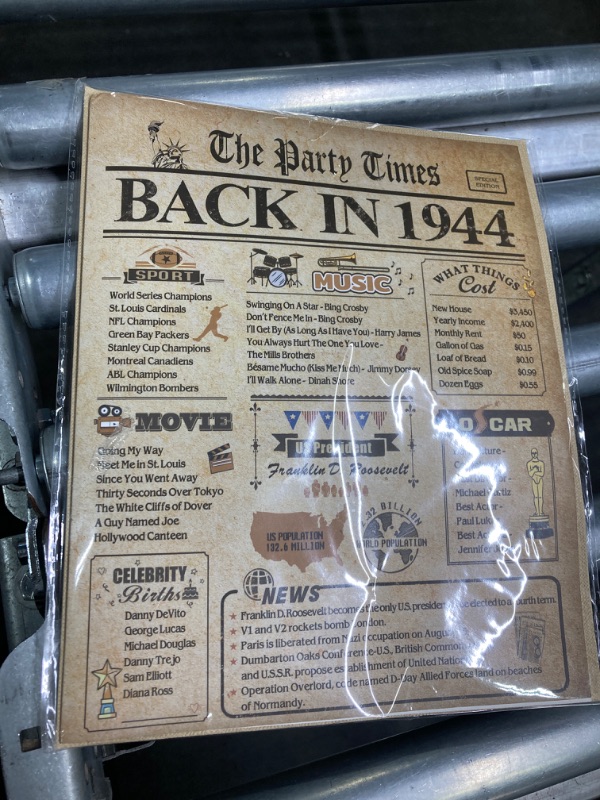 The Party Times
SPECIAL
EDITION
BACK IN 1944
SPORT
World Series Champions
St. Louis Cardinals
NFL Champions
Green Bay Packers
Stanley Cup Champions
Montreal Canadiens
ABL Champions
Wilmington Bombers
MUSIC
Swinging On A Star - Bing Crosby
Don't Fence Me In - Bing Crosby
I'll Get By (As Long As I Have You) - Harry James
You Always Hurt The One You Love -
The Mills Brothers
Bésame Mucho (Kiss Me Much) - Jimmy Dorsey
I'll Walk Alone - Dinah Shore
WHAT THINGS
Cost
New House $3,450
Yearly Income $2,400
Monthly Rent $50
Gallon of Gas $0.15
Loaf of Bread $0.10
Old Spice Soap $0.99
Dozen Eggs $0.55
MOVIE
Going My Way
Meet Me in St. Louis
Since You Went Away
Thirty Seconds Over Tokyo
The White Cliffs of Dover
A Guy Named Joe
Hollywood Canteen
US President
Franklin D. Roosevelt
US POPULATION
132.6 MILLION
BILLION
WORLD POPULATION
OSCAR
Michael
Best Actor -
Paul
Best
Jennifer
CELEBRITY
Births
Danny DeVito
George Lucas
Michael Douglas
Danny Trejo
Sam Elliott
Diana Ross
NEWS
Franklin D. Roosevelt becomes the only U.S. president elected to a fourth term.
V1 and V2 rockets bomb London.
Paris is liberated from Nazi occupation on
Dumbarton Oaks Conference-U.S., British
and U.S.S.R. propose establishment of United
Operation Overlord, code named D-Day Allied Forces land on beaches
of Normandy.